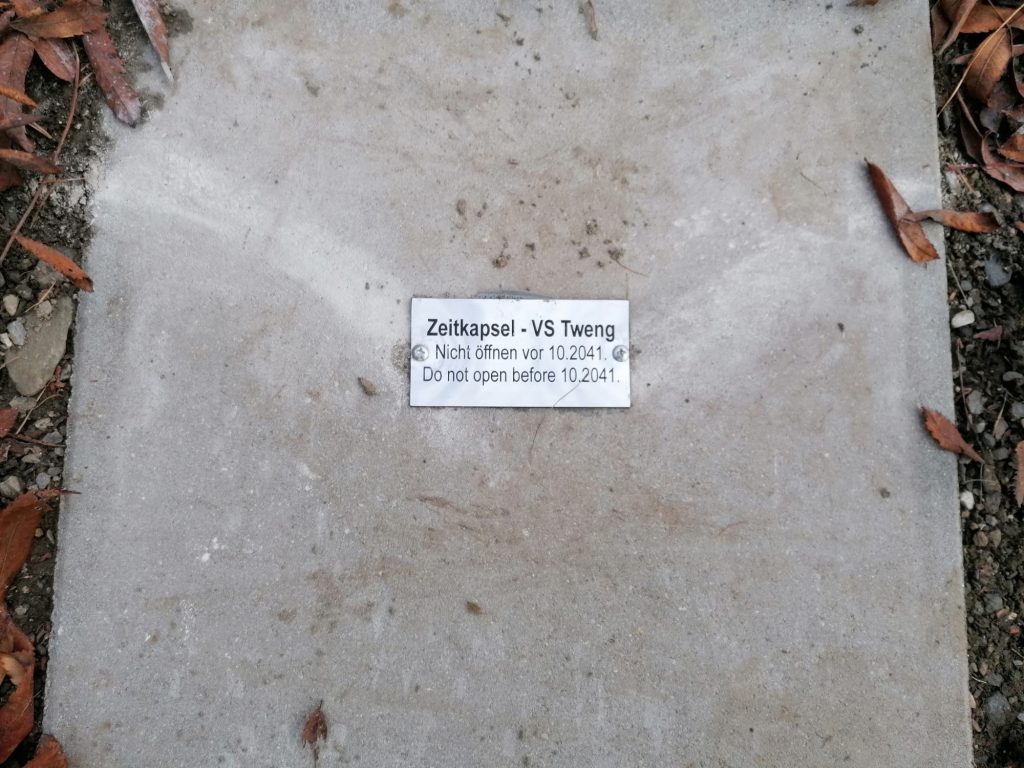 Zeitkapsel - VS Tweng
Nicht öffnen vor 10.2041.
Do not open before 10.2041.